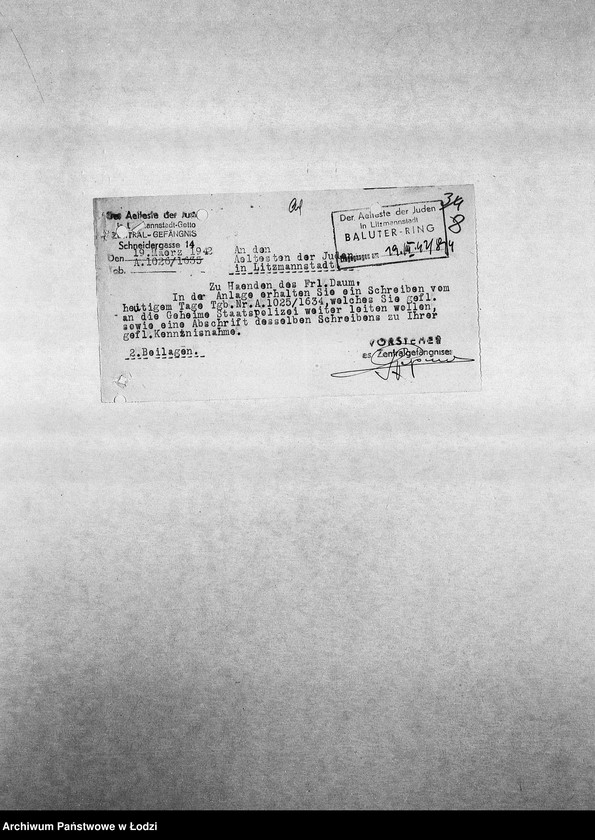 Der Aelteste der Juden
Litzmannstadt-Getto
ZENTRAL-GEFÄNGNIS
Schneidergasse 14
Den 19.Maerz 1942
A.1026/1635
An den
Aeltesten der Juden
in Litzmannstadt
Der Aelteste der Juden
in Litzmannstadt
BALUTER-RING
19. III. 42
34
8
Zu Haenden des Frl.Daum,
In der Anlage erhalten Sie ein Schreiben vom
heutigem Tage Tgb.Nr.A.1025/1634,welches Sie gefl.
an die Geheime Staatspolizei weiter leiten wollen,
sowie eine Abschrift desselben Schreibens zu Ihrer
gefl.Kenntnisnahme.
2.Beilagen.
VORSTEHER
es Zentralgefängnises
Archiwum Państwowe w Łodzi